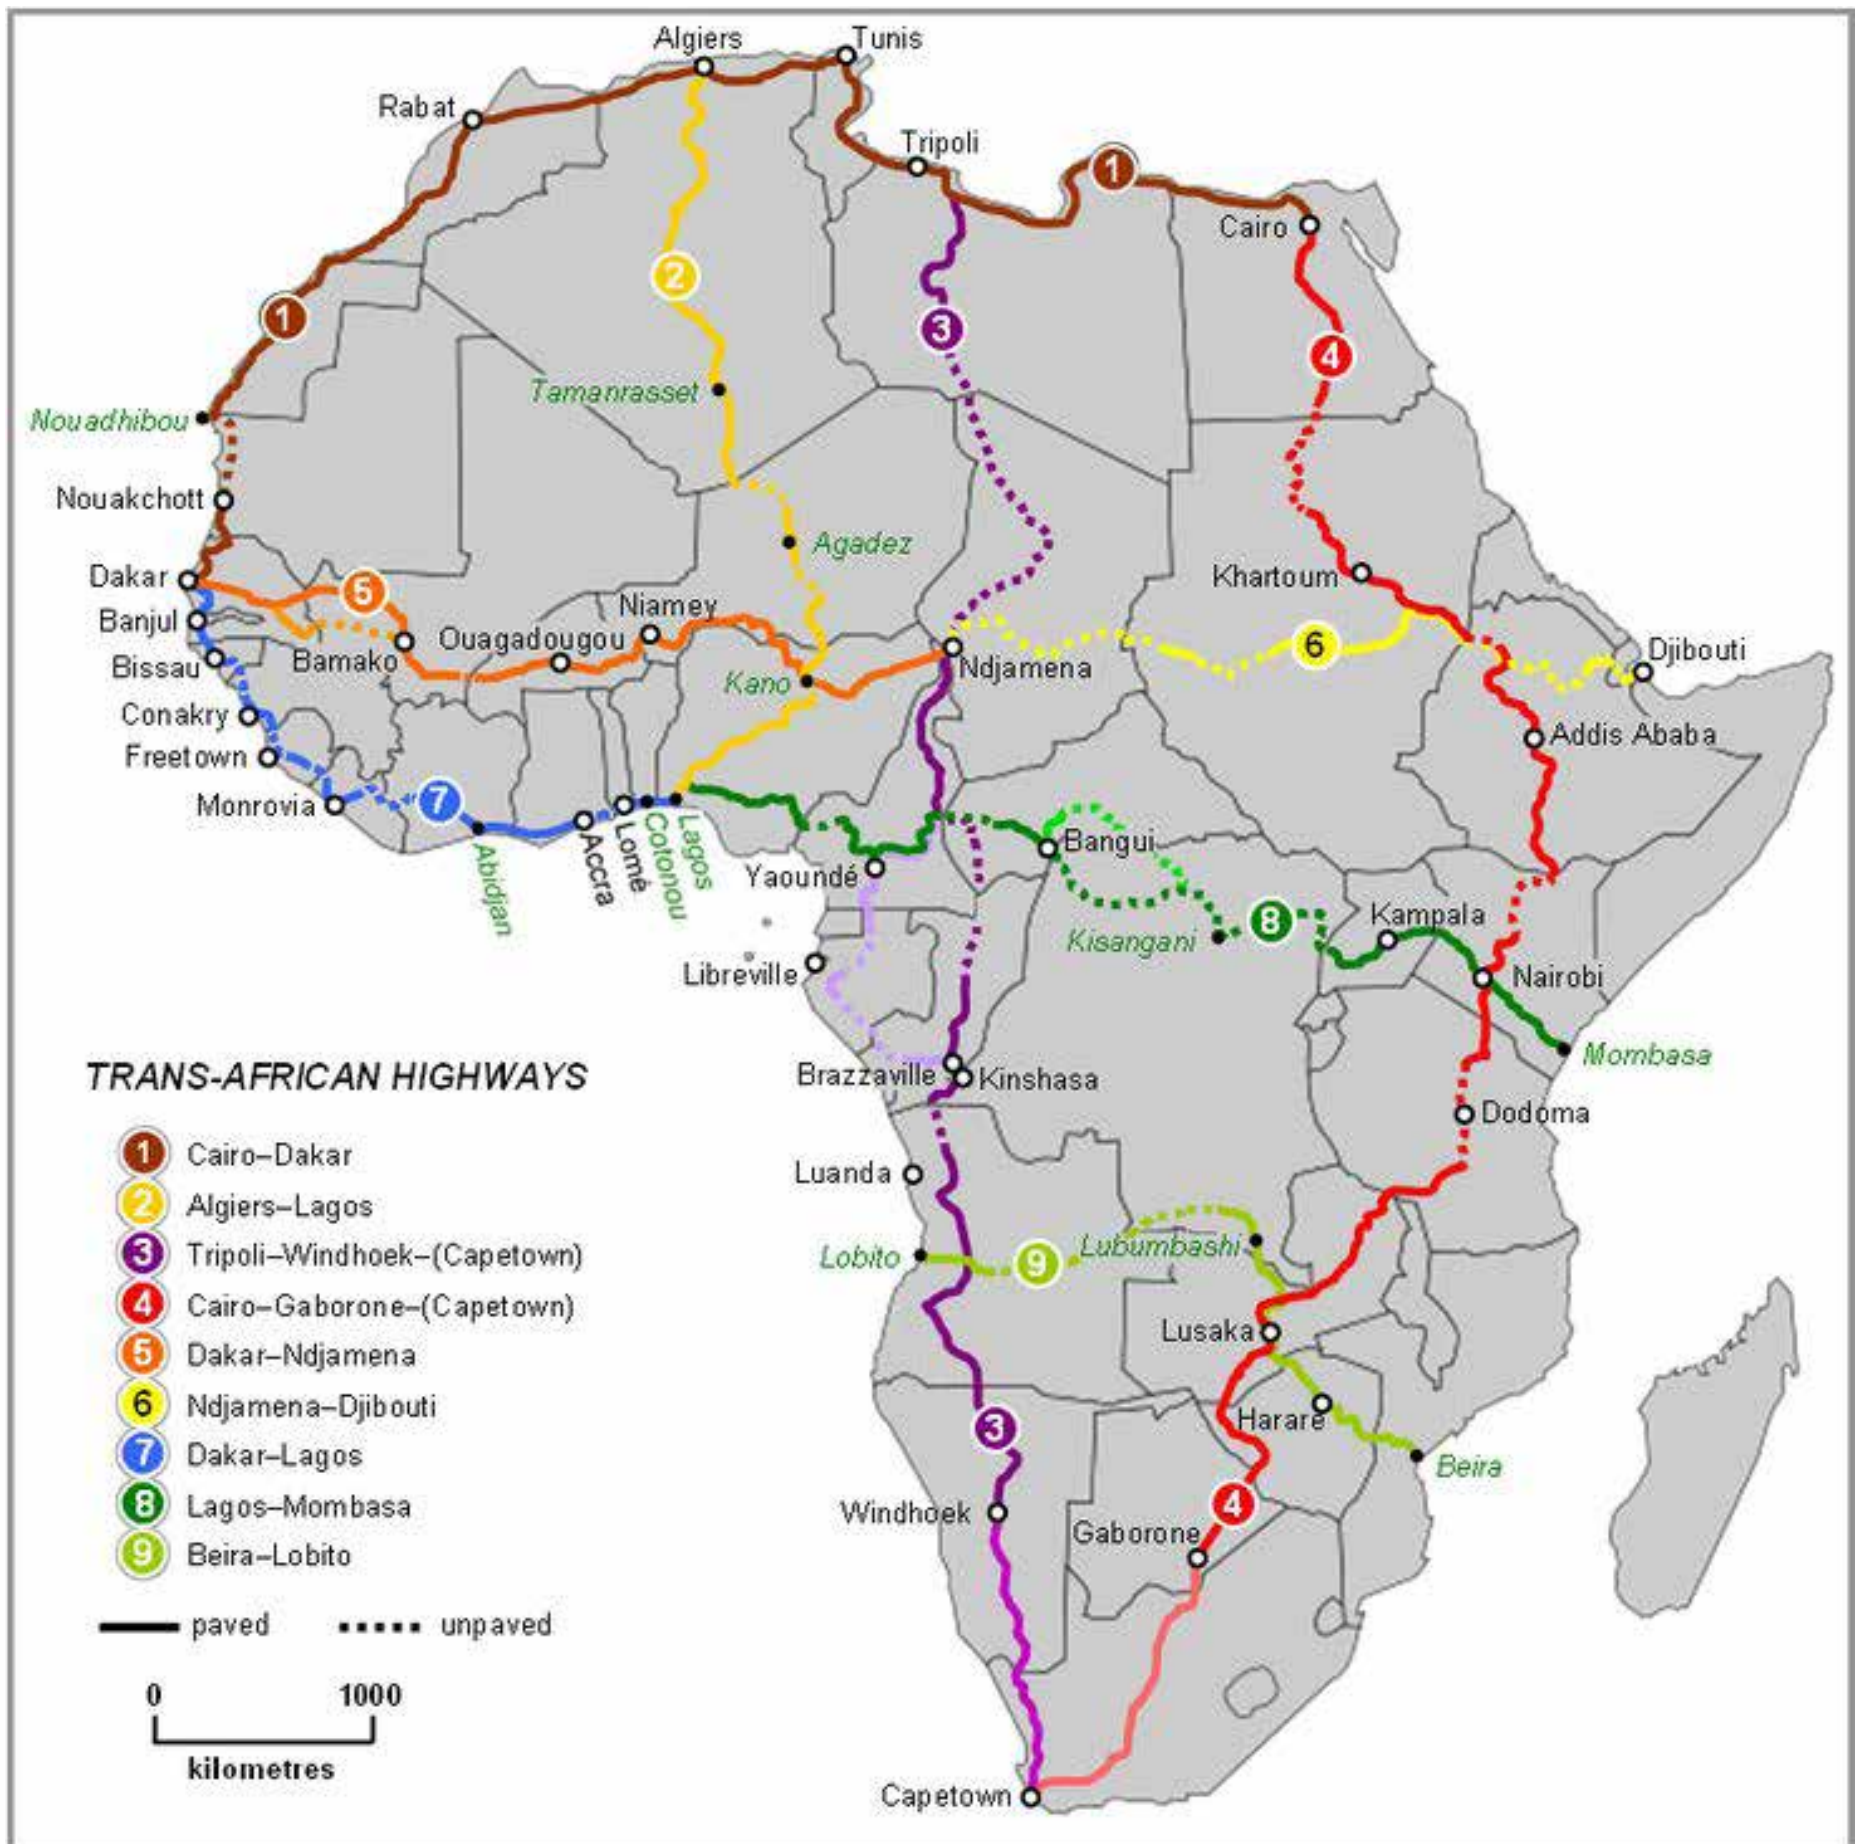 Algiers
Tunis
Rabat
Tripoli
1
Cairo
2
1
3
4
Tamanrasset
Nouadhibou
Nouakchott
Agadez
Khartoum
Dakar
5
Niamey
Banjul
Ouagadougou
6
Djibouti
Bamako
Bissau
Ndjamena
Kano
Conakry
Addis Ababa
Freetown
Monrovia
7
Abidjan
Accra
Lomé
Cotonou
Lagos
Bangui
Yaoundé
8
Kampala
Kisangani
Libreville
Nairobi
Mombasa
Brazzaville
Kinshasa
Dodoma
Luanda
Lobito
9
Lubumbashi
Lusaka
3
Harare
Beira
Windhoek
4
Gaborone
Capetown
TRANS-AFRICAN HIGHWAYS
1 Cairo–Dakar
2 Algiers–Lagos
3 Tripoli–Windhoek–(Capetown)
4 Cairo–Gaborone–(Capetown)
5 Dakar–Ndjamena
6 Ndjamena–Djibouti
7 Dakar–Lagos
8 Lagos–Mombasa
9 Beira–Lobito
paved unpaved
0 1000
kilometres